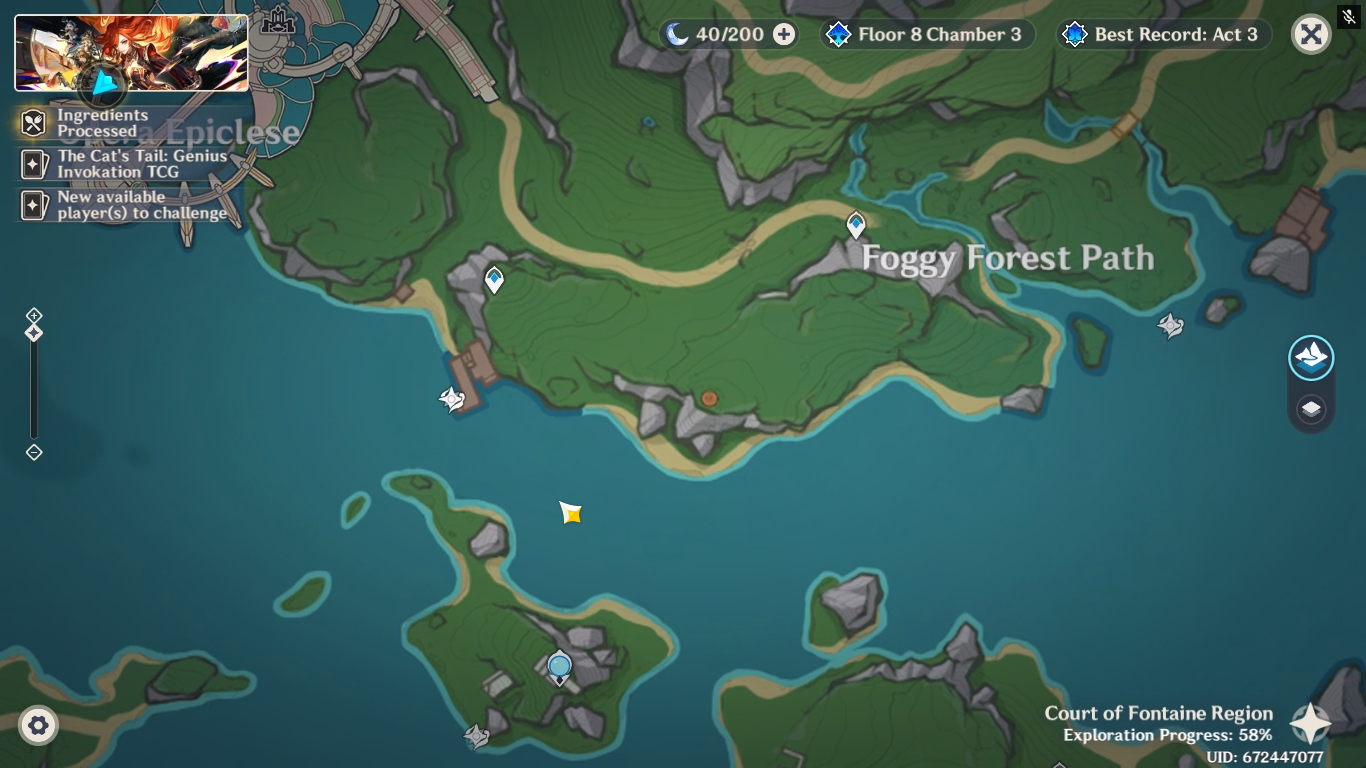 40/200
Floor 8 Chamber 3
Best Record: Act 3
Ingredients
Processed
The Cat's Tail: Genius
Invokation TCG
New available
player(s) to challenge
Epiclese
Foggy Forest Path
Court of Fontaine Region
Exploration Progress: 58%
UID: 672447077